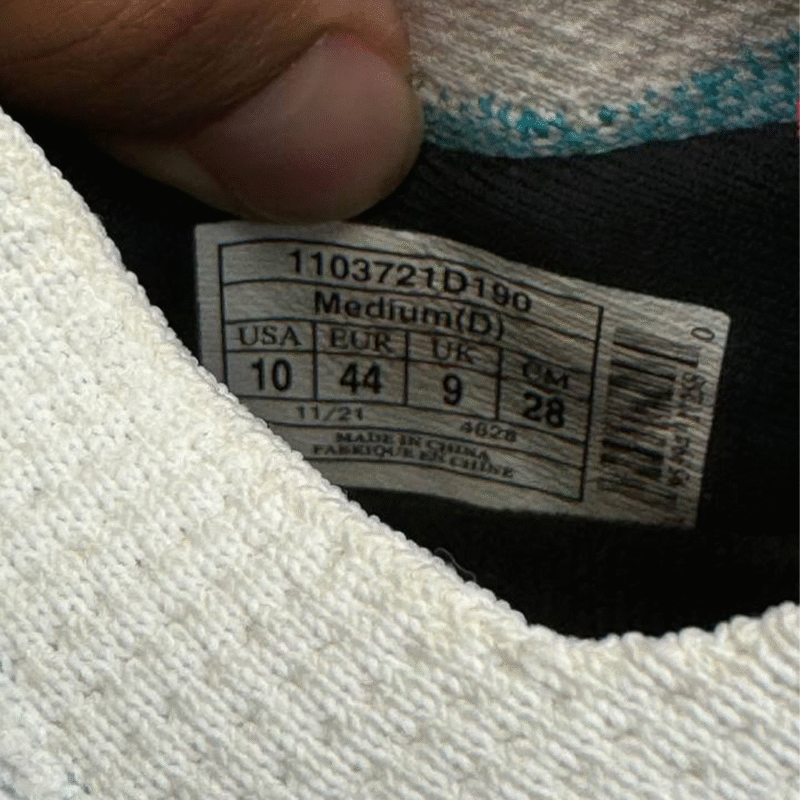 1103721D190
Medium(D)
USA EUR UK CM
10 44 9 28
11/21 4628
MADE IN CHINA
FABRIQUE EN CHINE
0